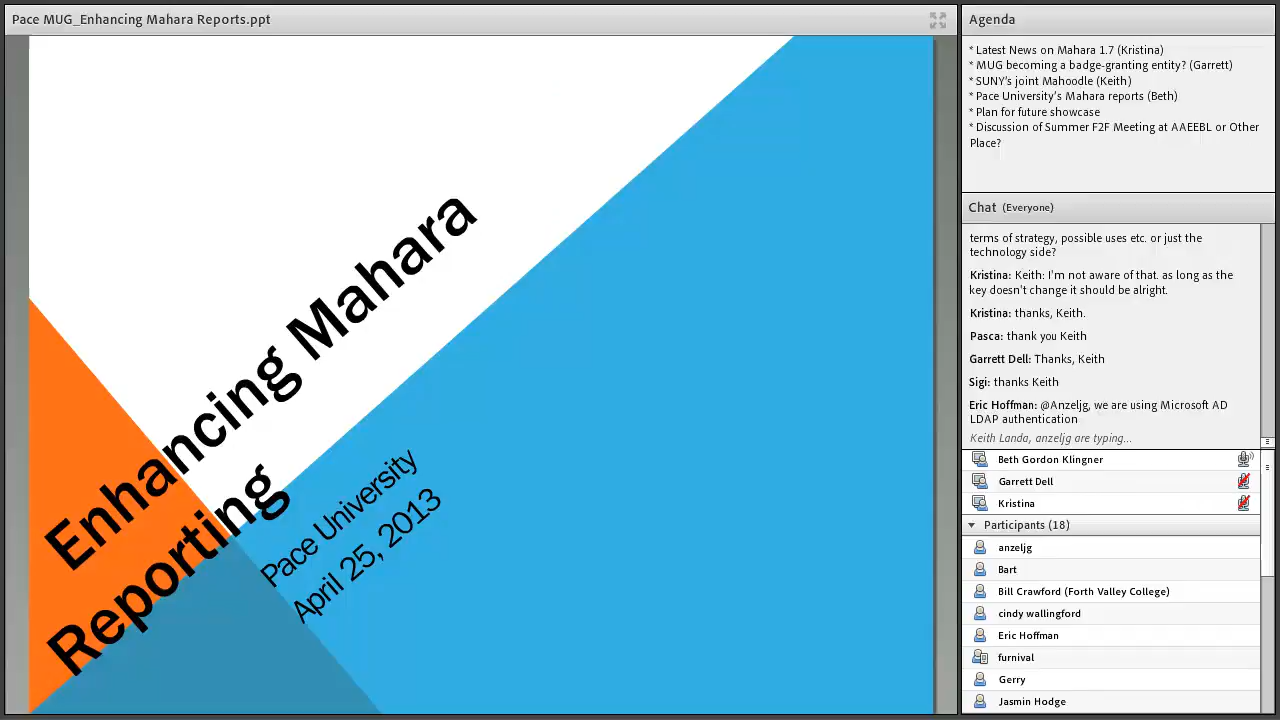 Pace MUG_Enhancing Mahara Reports.ppt
Enhancing Mahara
Reporting
Pace University
April 25, 2013
Agenda
* Latest News on Mahara 1.7 (Kristina)
* MUG becoming a badge-granting entity? (Garrett)
* SUNY's joint Mahoodle (Keith)
* Pace University's Mahara reports (Beth)
* Plan for future showcase
* Discussion of Summer F2F Meeting at AAEEBL or Other
Place?
Chat (Everyone)
terms of strategy, possible uses etc. or just the
technology side?
Kristina: Keith: I'm not aware of that. as long as the
key doesn't change it should be alright.
Kristina: thanks, Keith.
Pasca: thank you Keith
Garrett Dell: Thanks, Keith
Sigi: thanks Keith
Eric Hoffman: @Anzeljg, we are using Microsoft AD
LDAP authentication
Keith Landa, anzeljg are typing...
Beth Gordon Klingner
Garrett Dell
Kristina
Participants (18)
anzeljg
Bart
Bill Crawford (Forth Valley College)
cindy wallingford
Eric Hoffman
furnival
Gerry
Jasmin Hodge